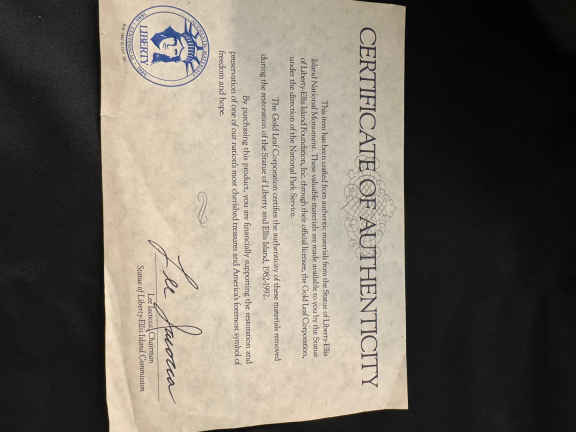 CERTIFICATE OF AUTHENTICITY
This item has been crafted from authentic materials from the Statue of Liberty-Ellis
Island National Monument. These valuable materials are made available to you by the Statue
of Liberty-Ellis Island Foundation, Inc. through their official licensee, the Gold Leaf Corporation,
under the direction of the National Park Service.
The Gold Leaf Corporation certifies the authenticity of these materials removed
during the restoration of the Statue of Liberty and Ellis Island, 1982-1992.
By purchasing this product, you are financially supporting the restoration and
preservation of one of our nation's most cherished treasures and America's foremost symbol of
freedom and hope.
LIBERTY
Lee Iacocca
Lee Iacocca, Chairman
Statue of Liberty-Ellis Island Commission